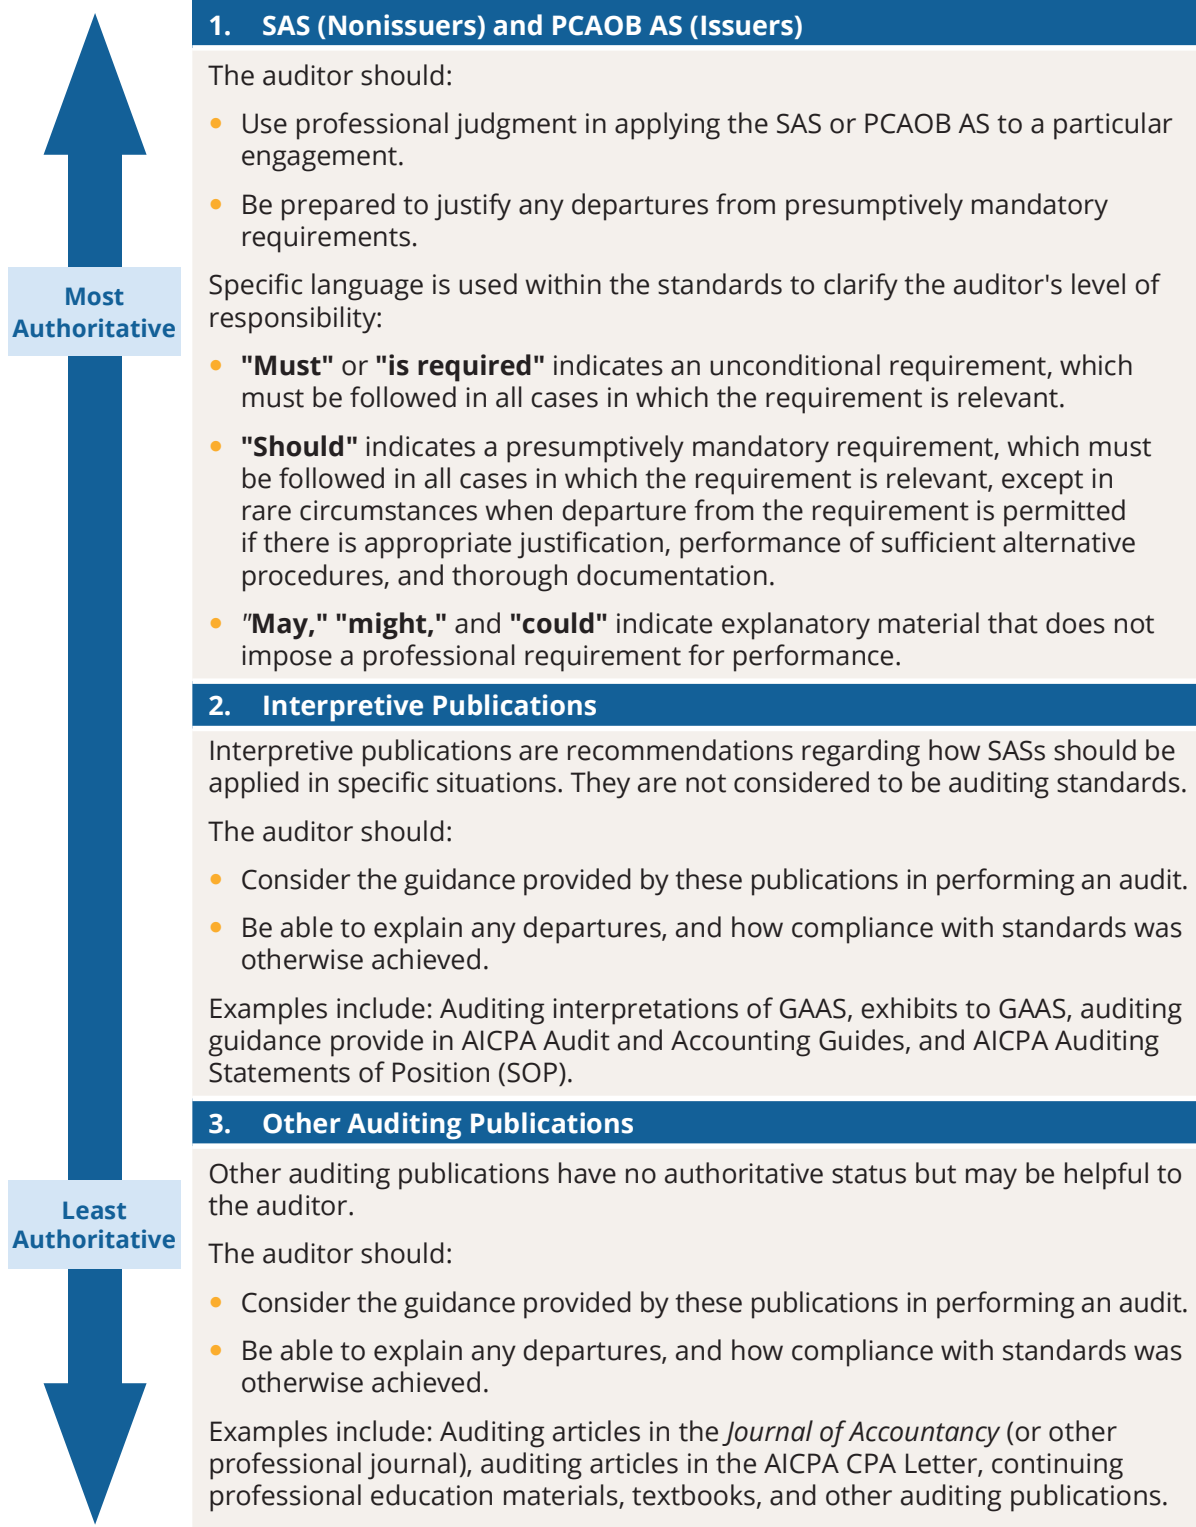 1. SAS (Nonissuers) and PCAOB AS (Issuers)
The auditor should:
• Use professional judgment in applying the SAS or PCAOB AS to a particular
engagement.
• Be prepared to justify any departures from presumptively mandatory
requirements.
Most
Authoritative
Specific language is used within the standards to clarify the auditor's level of
responsibility:
• "Must" or "is required" indicates an unconditional requirement, which
must be followed in all cases in which the requirement is relevant.
• "Should" indicates a presumptively mandatory requirement, which must
be followed in all cases in which the requirement is relevant, except in
rare circumstances when departure from the requirement is permitted
if there is appropriate justification, performance of sufficient alternative
procedures, and thorough documentation.
• "May," "might," and "could" indicate explanatory material that does not
impose a professional requirement for performance.
2. Interpretive Publications
Interpretive publications are recommendations regarding how SASs should be
applied in specific situations. They are not considered to be auditing standards.
The auditor should:
• Consider the guidance provided by these publications in performing an audit.
• Be able to explain any departures, and how compliance with standards was
otherwise achieved.
Examples include: Auditing interpretations of GAAS, exhibits to GAAS, auditing
guidance provide in AICPA Audit and Accounting Guides, and AICPA Auditing
Statements of Position (SOP).
3. Other Auditing Publications
Other auditing publications have no authoritative status but may be helpful to
the auditor.
Least
Authoritative
The auditor should:
• Consider the guidance provided by these publications in performing an audit.
• Be able to explain any departures, and how compliance with standards was
otherwise achieved.
Examples include: Auditing articles in the Journal of Accountancy (or other
professional journal), auditing articles in the AICPA CPA Letter, continuing
professional education materials, textbooks, and other auditing publications.